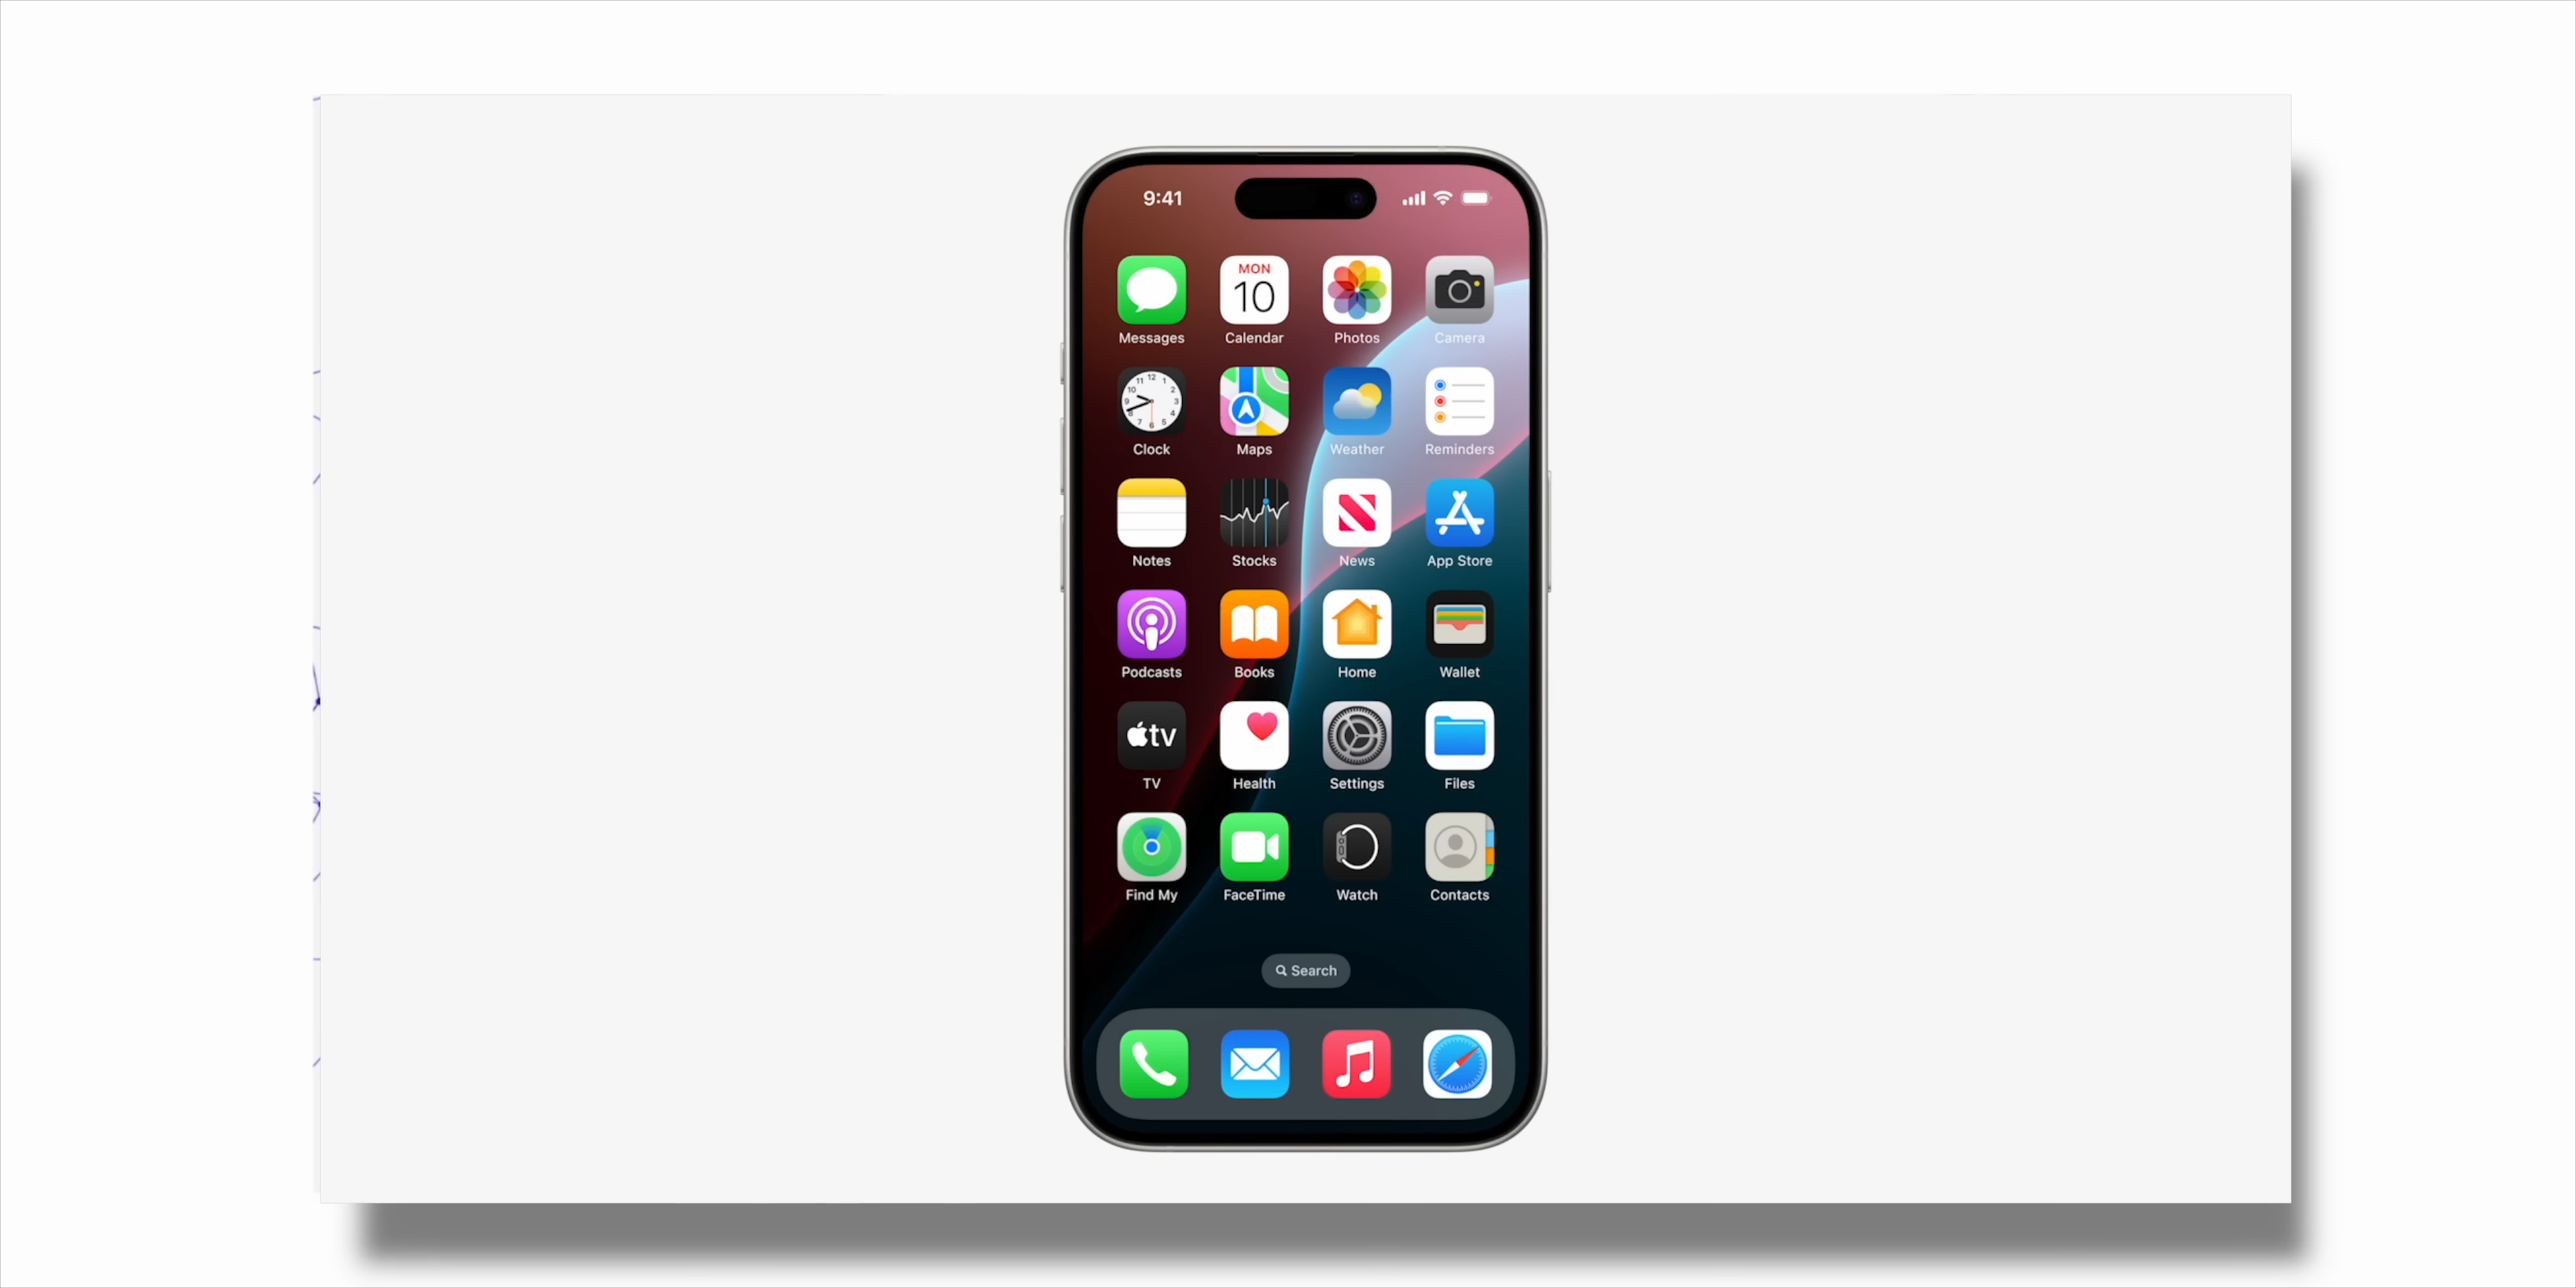 9:41
MON
10
Messages Calendar Photos Camera
Clock Maps Weather Reminders
Notes Stocks News App Store
Podcasts Books Home Wallet
tv
TV Health Settings Files
Find My FaceTime Watch Contacts
Search